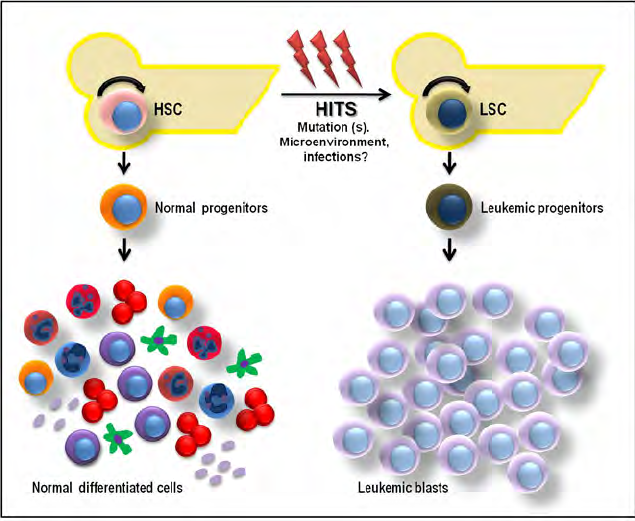 HSC
HITS
Mutation (s).
Microenvironment,
infections?
LSC
Normal progenitors
Leukemic progenitors
Normal differentiated cells
Leukemic blasts